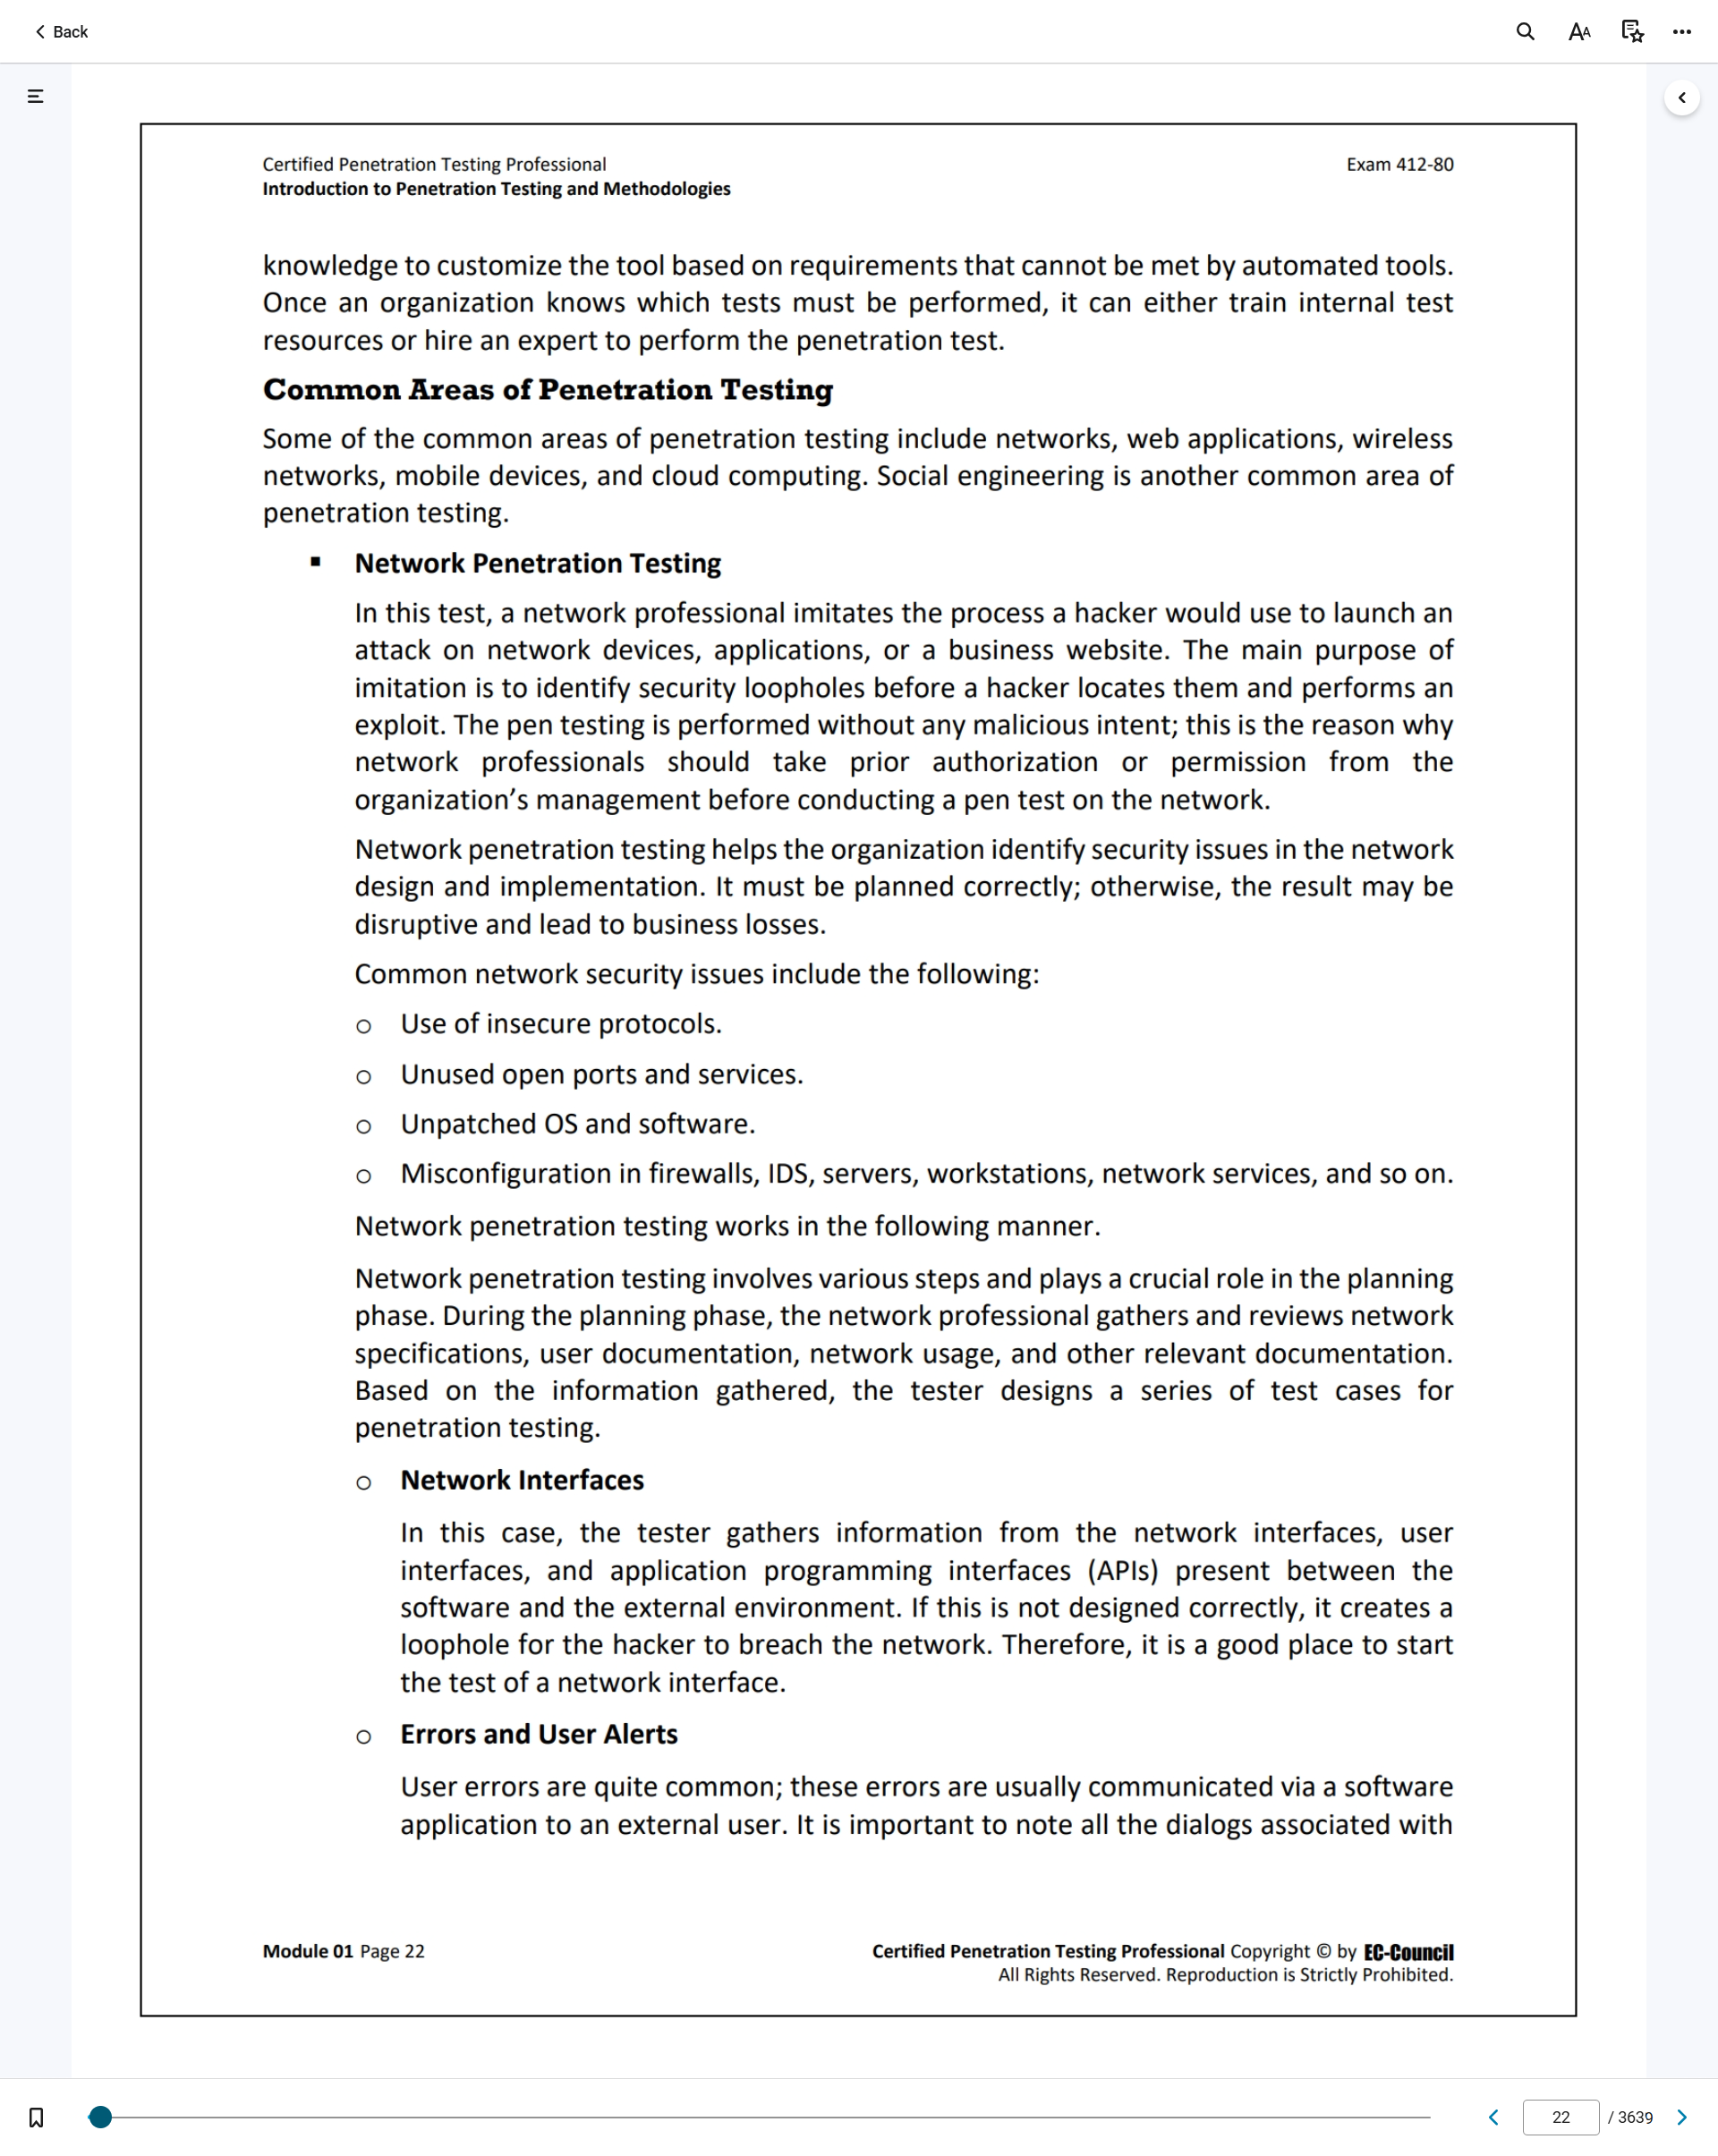 Back
Certified Penetration Testing Professional
Exam 412-80
Introduction to Penetration Testing and Methodologies
knowledge to customize the tool based on requirements that cannot be met by automated tools.
Once an organization knows which tests must be performed, it can either train internal test
resources or hire an expert to perform the penetration test.
Common Areas of Penetration Testing
Some of the common areas of penetration testing include networks, web applications, wireless
networks, mobile devices, and cloud computing. Social engineering is another common area of
penetration testing.
▪ Network Penetration Testing
In this test, a network professional imitates the process a hacker would use to launch an
attack on network devices, applications, or a business website. The main purpose of
imitation is to identify security loopholes before a hacker locates them and performs an
exploit. The pen testing is performed without any malicious intent; this is the reason why
network professionals should take prior authorization or permission from the
organization’s management before conducting a pen test on the network.
Network penetration testing helps the organization identify security issues in the network
design and implementation. It must be planned correctly; otherwise, the result may be
disruptive and lead to business losses.
Common network security issues include the following:
o Use of insecure protocols.
o Unused open ports and services.
o Unpatched OS and software.
o Misconfiguration in firewalls, IDS, servers, workstations, network services, and so on.
Network penetration testing works in the following manner.
Network penetration testing involves various steps and plays a crucial role in the planning
phase. During the planning phase, the network professional gathers and reviews network
specifications, user documentation, network usage, and other relevant documentation.
Based on the information gathered, the tester designs a series of test cases for
penetration testing.
o Network Interfaces
In this case, the tester gathers information from the network interfaces, user
interfaces, and application programming interfaces (APIs) present between the
software and the external environment. If this is not designed correctly, it creates a
loophole for the hacker to breach the network. Therefore, it is a good place to start
the test of a network interface.
o Errors and User Alerts
User errors are quite common; these errors are usually communicated via a software
application to an external user. It is important to note all the dialogs associated with
Module 01 Page 22
Certified Penetration Testing Professional Copyright © by EC-Council
All Rights Reserved. Reproduction is Strictly Prohibited.
22 / 3639